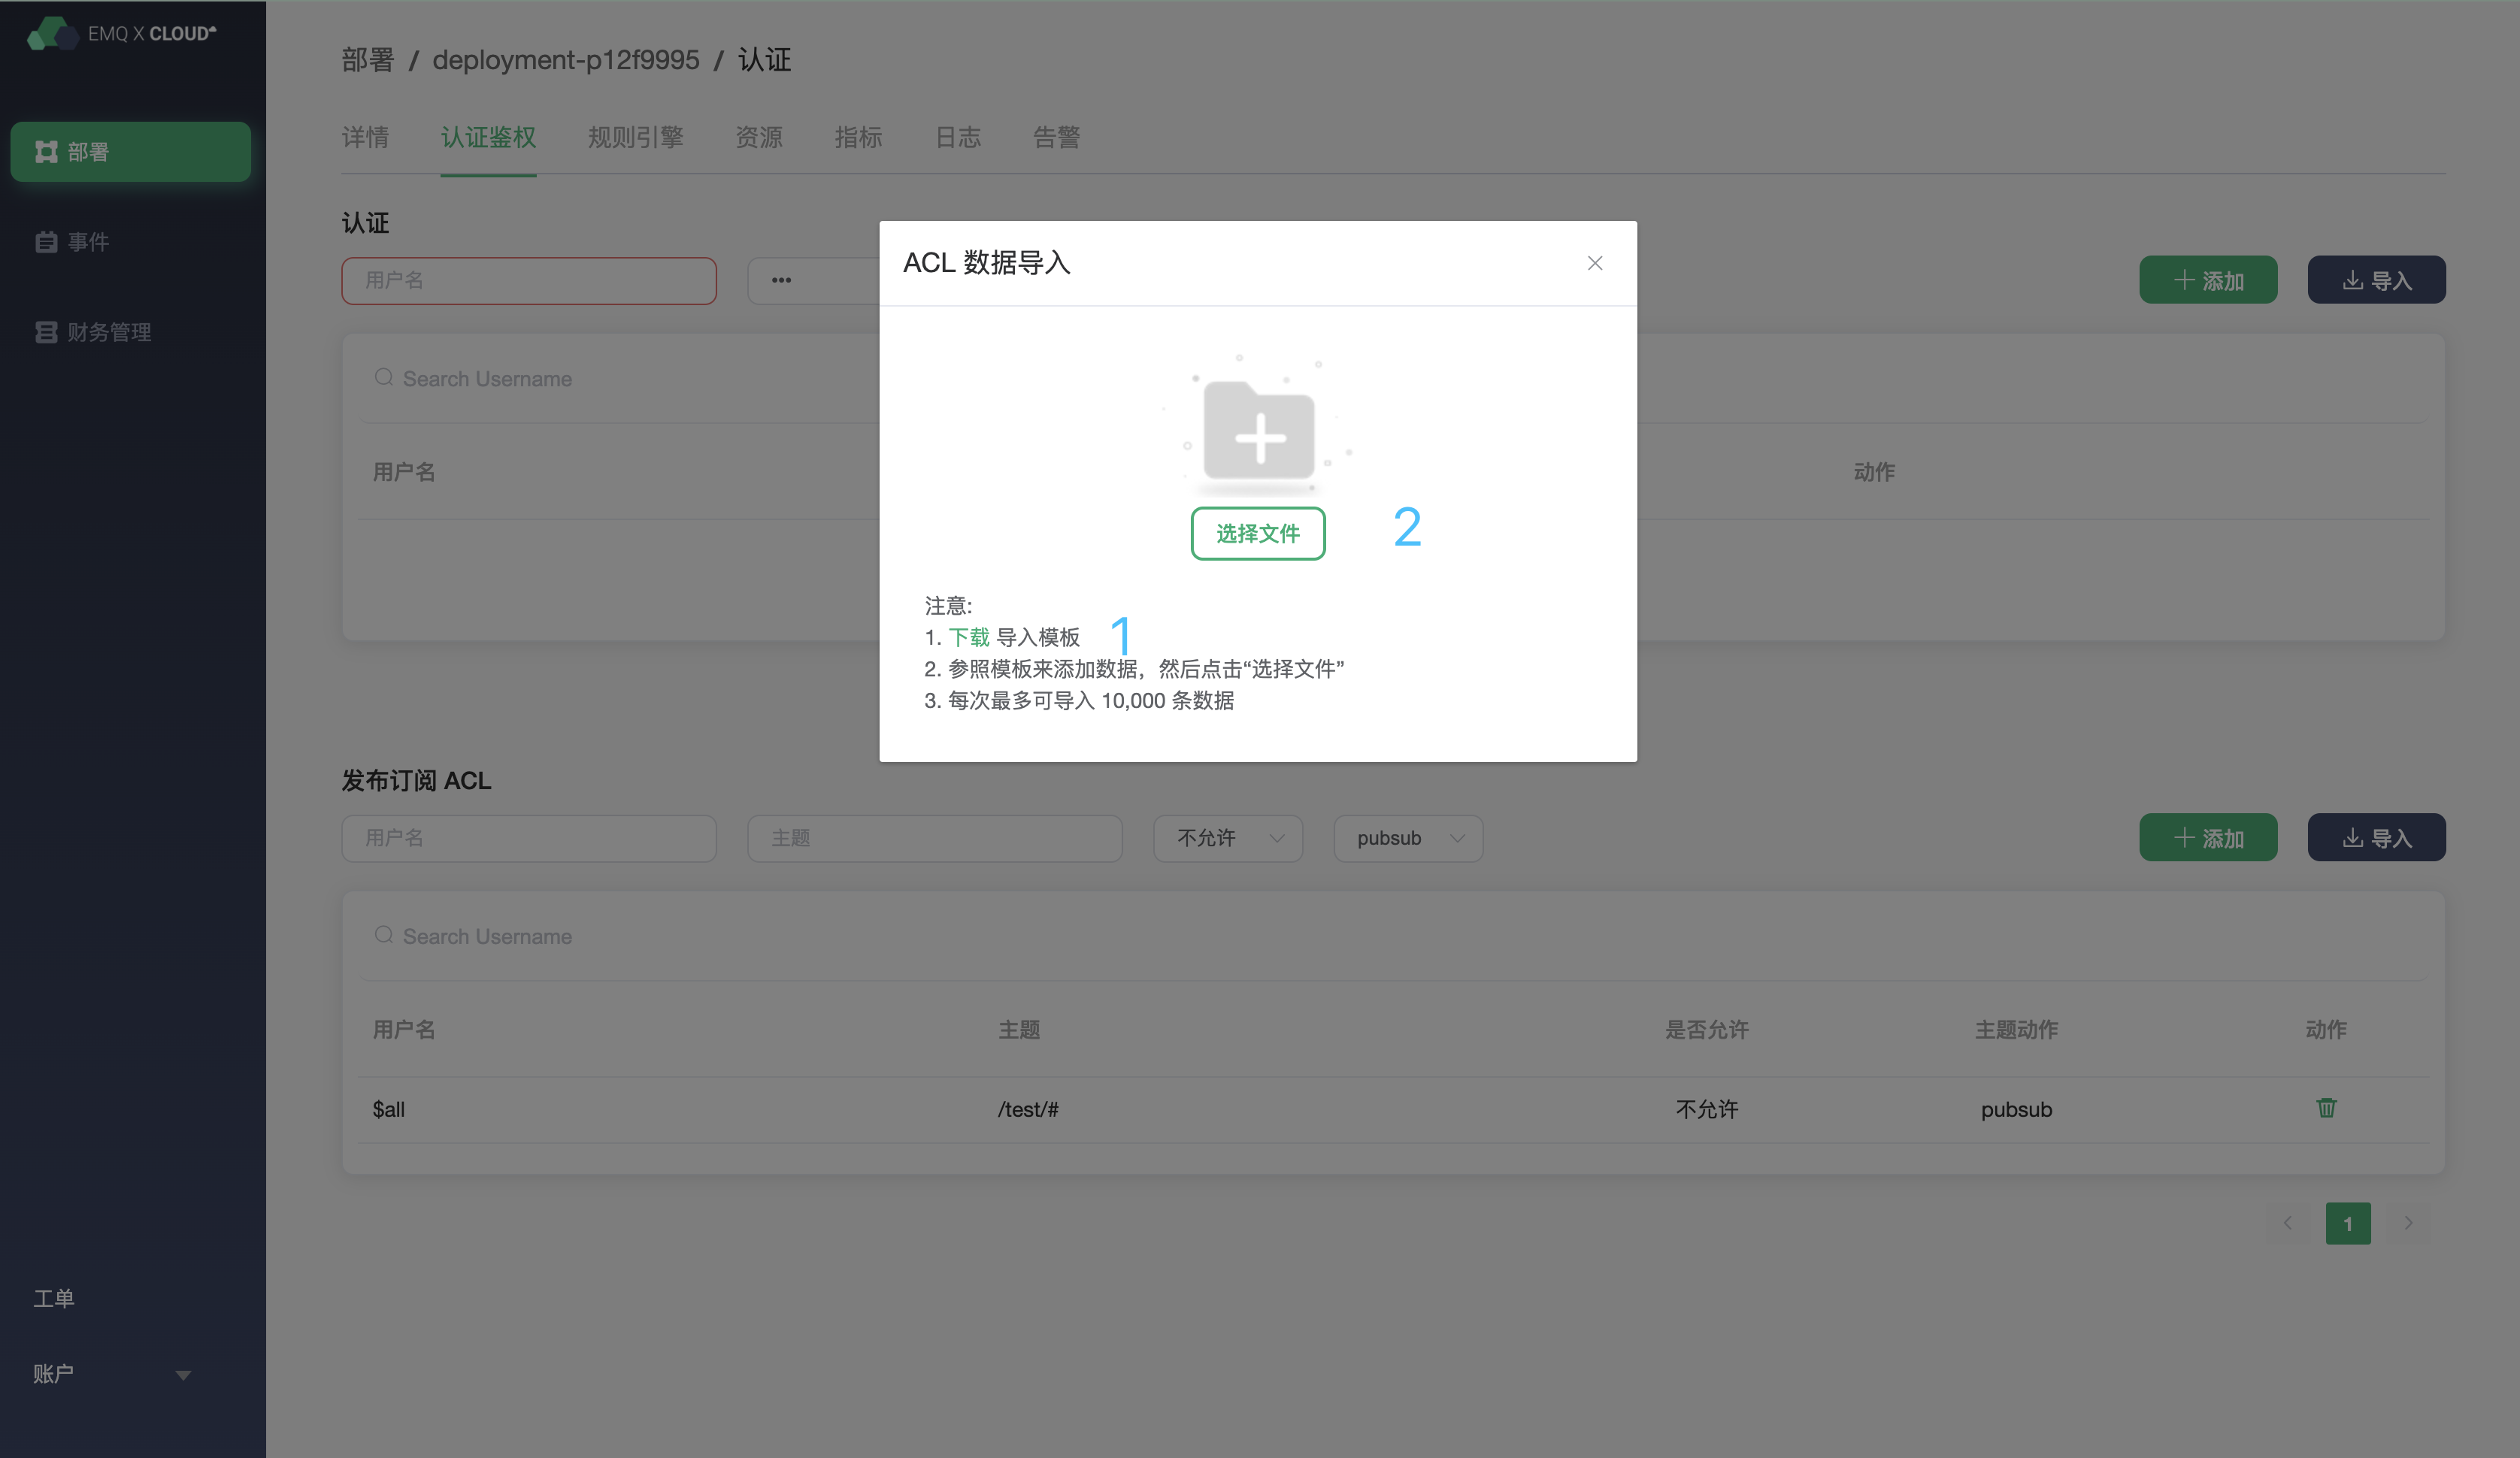 EMQ X CLOUD
部署
事件
财务管理
工单
账户
部署 / deployment-p12f9995 / 认证
详情 认证鉴权 规则引擎 资源 指标 日志 告警
认证
用户名 ••• 添加 导入
Search Username
用户名 动作
ACL 数据导入
选择文件 2
注意:
1. 下载 导入模板 1
2. 参照模板来添加数据，然后点击“选择文件”
3. 每次最多可导入 10,000 条数据
发布订阅 ACL
用户名 主题 不允许 pubsub 添加 导入
Search Username
用户名 主题 是否允许 主题动作 动作
$all /test/# 不允许 pubsub
1